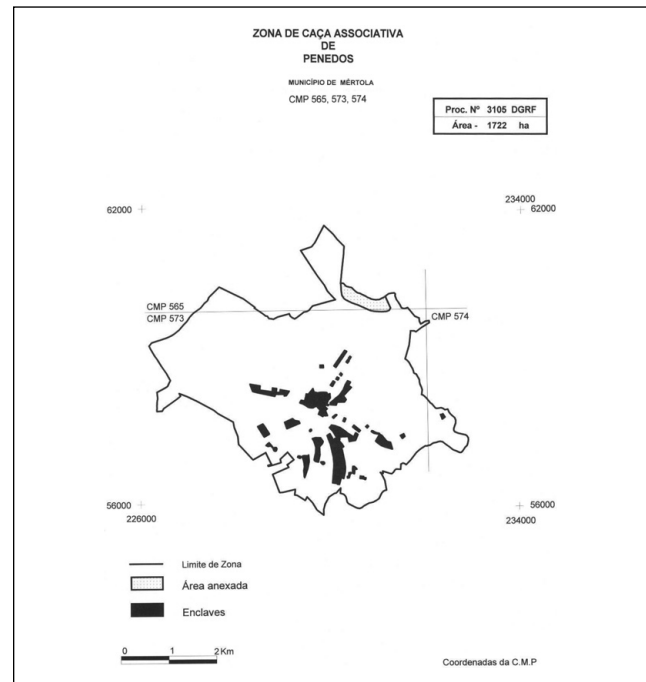 ZONA DE CAÇA ASSOCIATIVA
DE
PENEDOS
MUNICÍPIO DE MÉRTOLA
CMP 565, 573, 574
Proc. Nº 3105 DGRF
Área - 1722 ha
62000
234000
62000
CMP 565
CMP 573
CMP 574
56000
226000
56000
234000
Limite de Zona
Área anexada
Enclaves
0 1 2 Km
Coordenadas da C.M.P